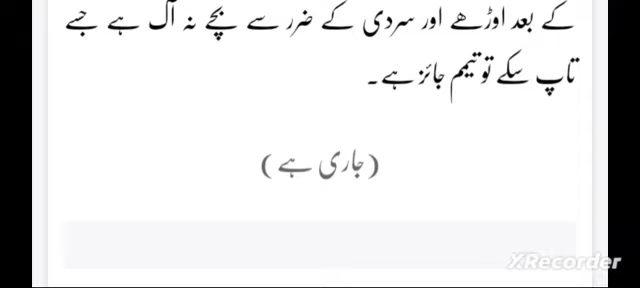 کے بعد اوڑھے اور سردی کے ضرر سے بچے نہ آگ ہے جسے
تاپ سکے تو تیمم جائز ہے۔
(جاری ہے)
XRecorder